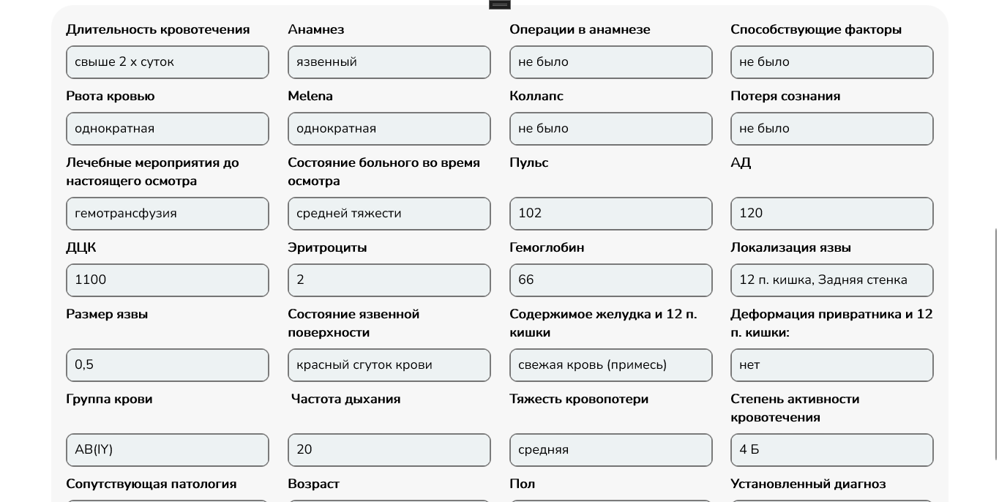 Длительность кровотечения
Анамнез
Операции в анамнезе
Способствующие факторы
свыше 2 х суток
язвенный
не было
не было
Рвота кровью
Melena
Коллапс
Потеря сознания
однократная
однократная
не было
не было
Лечебные мероприятия до
настоящего осмотра
Состояние больного во время
осмотра
Пульс
АД
гемотрансфузия
средней тяжести
102
120
ДЦК
Эритроциты
Гемоглобин
Локализация язвы
1100
2
66
12 п. кишка, Задняя стенка
Размер язвы
Состояние язвенной
поверхности
Содержимое желудка и 12 п.
кишки
Деформация привратника и 12
п. кишки:
0,5
красный сгуток крови
свежая кровь (примесь)
нет
Группа крови
Частота дыхания
Тяжесть кровопотери
Степень активности
кровотечения
AB(IY)
20
средняя
4 Б
Сопутствующая патология
Возраст
Пол
Установленный диагноз